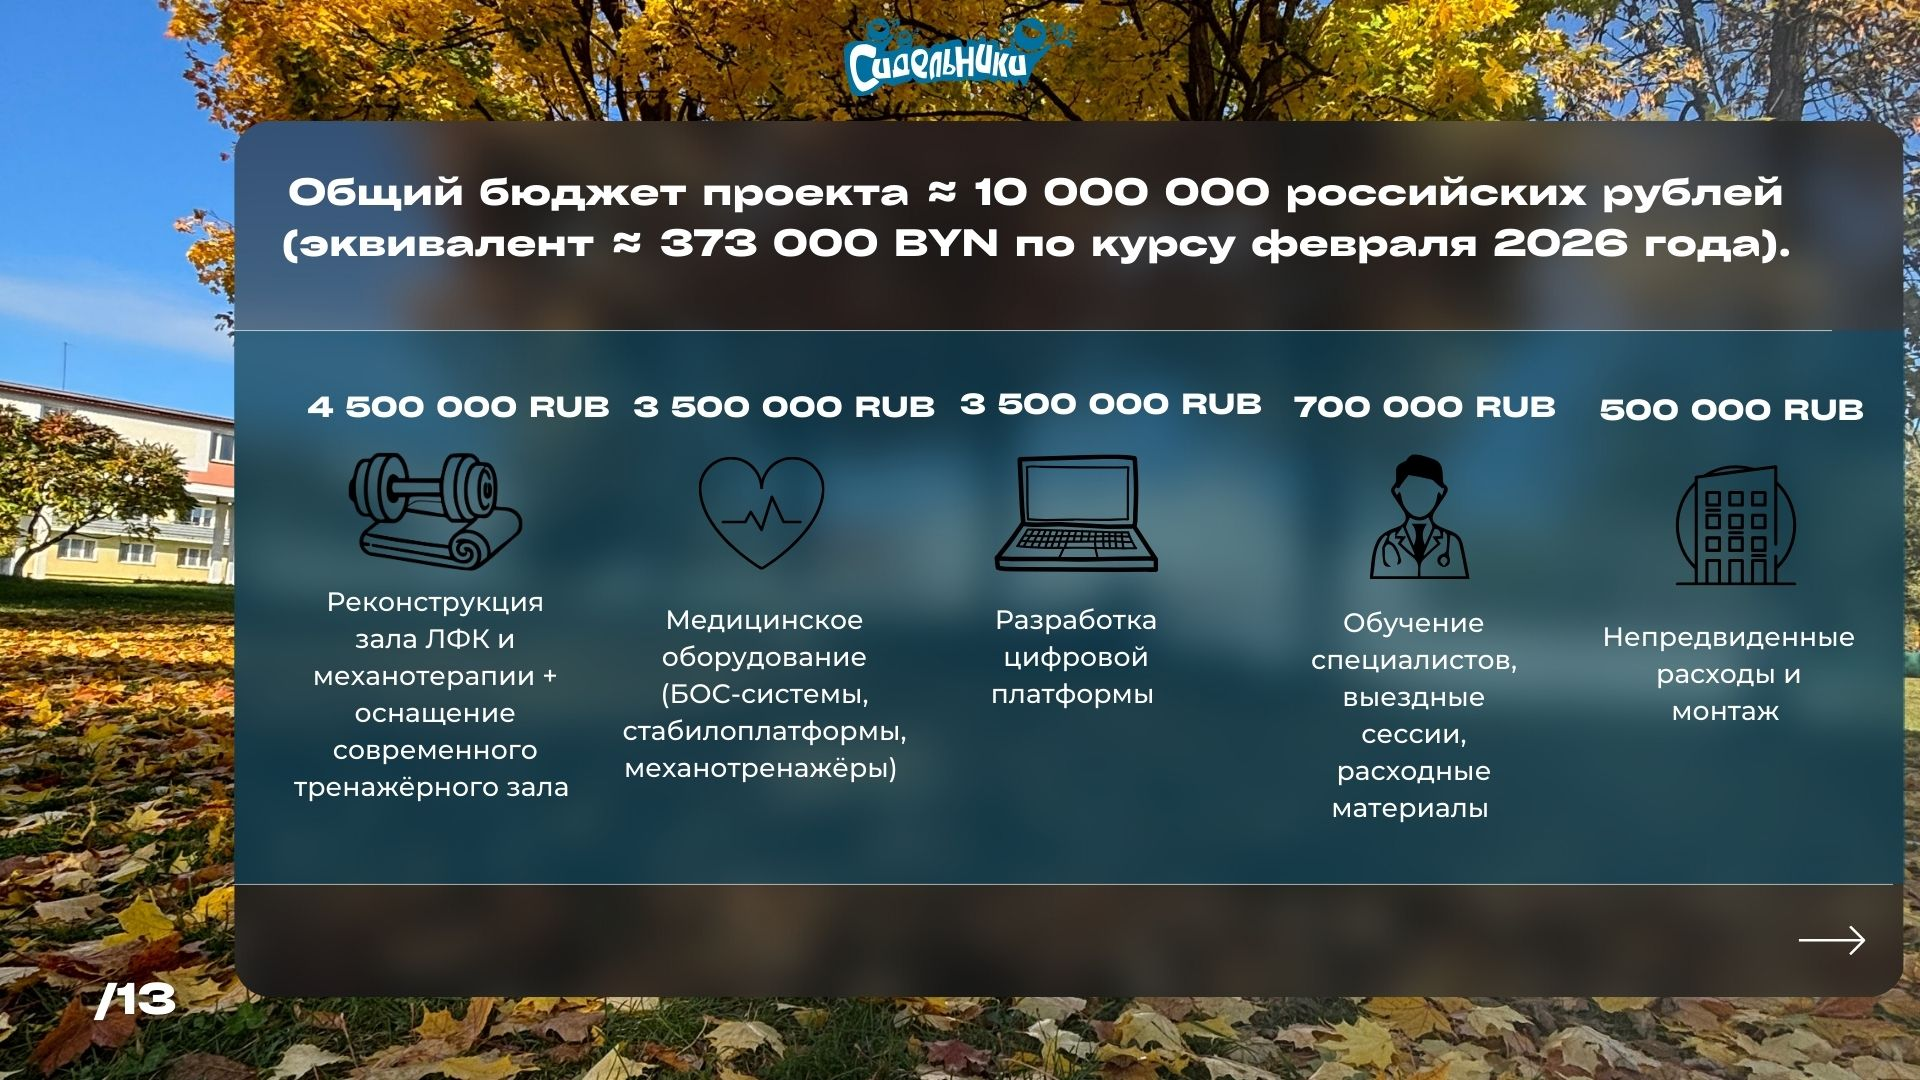 Сидельники
Общий бюджет проекта ≈ 10 000 000 российских рублей
(эквивалент ≈ 373 000 BYN по курсу февраля 2026 года).
4 500 000 RUB
Реконструкция
зала ЛФК и
механотерапии +
оснащение
современного
тренажёрного зала
3 500 000 RUB
Медицинское
оборудование
(БОС-системы,
стабилоплатформы,
механотренажёры)
3 500 000 RUB
Разработка
цифровой
платформы
700 000 RUB
Обучение
специалистов,
выездные
сессии,
расходные
материалы
500 000 RUB
Непредвиденные
расходы и
монтаж
/13